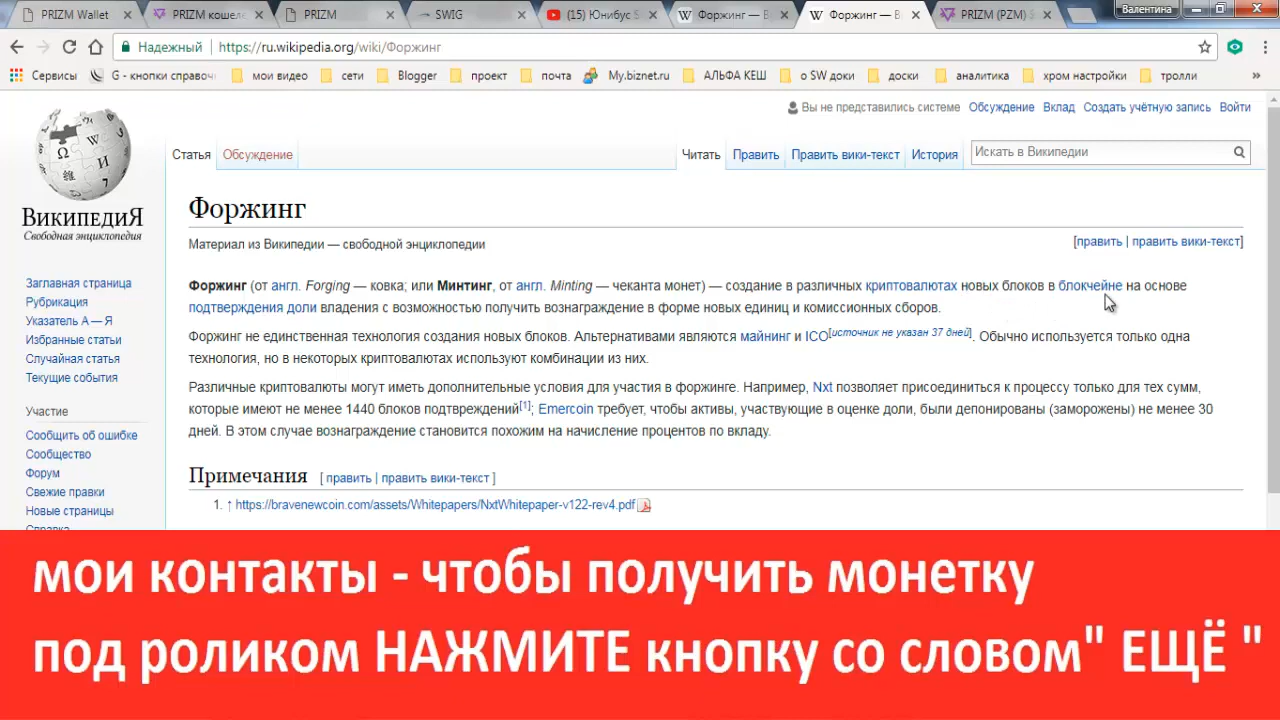 PRIZM Wallet
PRIZM кошеле
PRIZM
SWIG
(15) Юнибус S
Форжинг — В
Форжинг — В
PRIZM (PZM) $
Валентина
Надежный
https://ru.wikipedia.org/wiki/Форжинг
Сервисы
G - кнопки справоч
мои видео
сети
Blogger
проект
почта
My.biznet.ru
АЛЬФА КЕШ
о SW доки
доски
аналитика
хром настройки
тролли
»
Вы не представились системе Обсуждение Вклад Создать учётную запись Войти
Статья Обсуждение Читать Править Править вики-текст История Искать в Википедии
ВикипедиЯ
Свободная энциклопедия
Заглавная страница
Рубрикация
Указатель А — Я
Избранные статьи
Случайная статья
Текущие события
Участие
Сообщить об ошибке
Сообщество
Форум
Свежие правки
Новые страницы
Справка
Форжинг
Материал из Википедии — свободной энциклопедии
[править | править вики-текст]
Форжинг (от англ. Forging — ковка; или Минтинг, от англ. Minting — чеканта монет) — создание в различных криптовалютах новых блоков в блокчейне на основе
подтверждения доли владения с возможностью получить вознаграждение в форме новых единиц и комиссионных сборов.
Форжинг не единственная технология создания новых блоков. Альтернативами являются майнинг и ICO[источник не указан 37 дней]. Обычно используется только одна
технология, но в некоторых криптовалютах используют комбинации из них.
Различные криптовалюты могут иметь дополнительные условия для участия в форжинге. Например, Nxt позволяет присоединиться к процессу только для тех сумм,
которые имеют не менее 1440 блоков подтверждений[1]; Emercoin требует, чтобы активы, участвующие в оценке доли, были депонированы (заморожены) не менее 30
дней. В этом случае вознаграждение становится похожим на начисление процентов по вкладу.
Примечания [ править | править вики-текст ]
1. ↑ https://bravenewcoin.com/assets/Whitepapers/NxtWhitepaper-v122-rev4.pdf
мои контакты - чтобы получить монетку
под роликом НАЖМИТЕ кнопку со словом" ЕЩЁ "